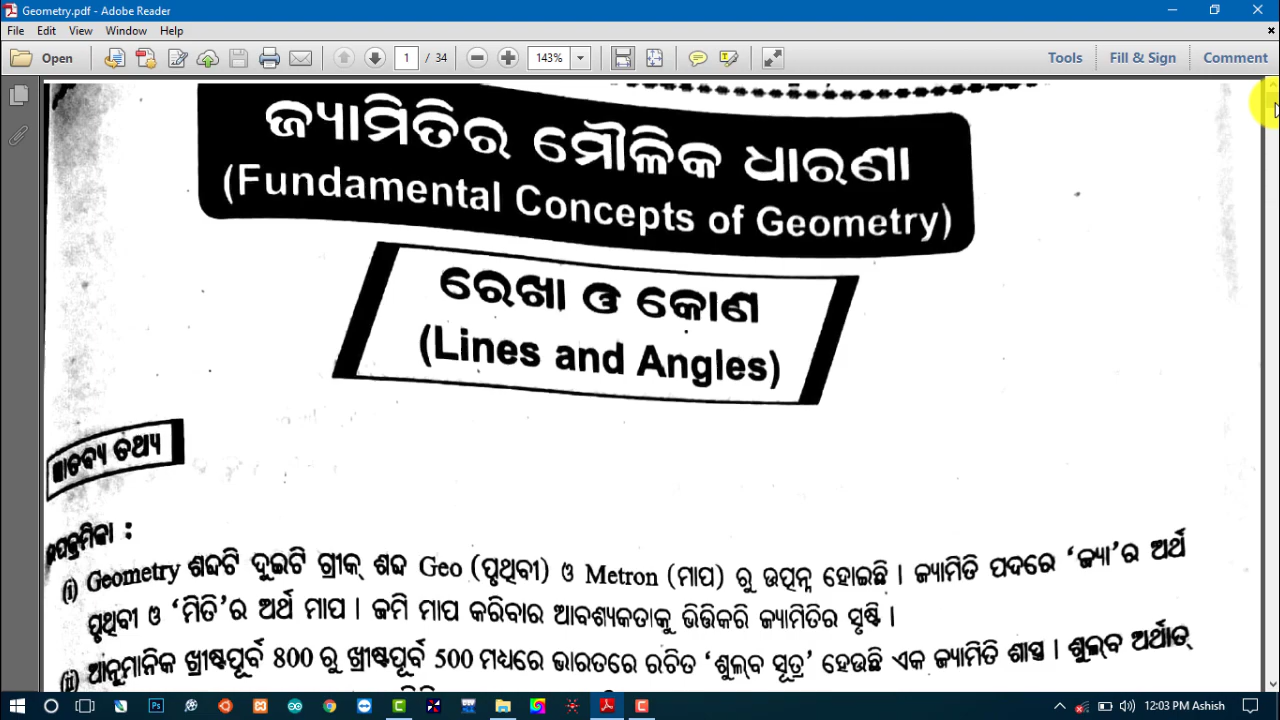 Geometry.pdf - Adobe Reader
File Edit View Window Help
Open 1 / 34 143% Tools Fill & Sign Comment
ଜ୍ୟାମିତିର ମୌଳିକ ଧାରଣା
(Fundamental Concepts of Geometry)
ରେଖା ଓ କୋଣ
(Lines and Angles)
ତଥ୍ୟ
(i) Geometry ଶବ୍ଦଟି ଦୁଇଟି ଗ୍ରୀକ୍ ଶବ୍ଦ Geo (ପୃଥିବୀ) ଓ Metron (ମାପ) ରୁ ଉତ୍ପନ୍ନ ହୋଇଛି । ଜ୍ୟାମିତି ପଦରେ ‘ଜ୍ୟା’ର ଅର୍ଥ
ପୃଥିବୀ ଓ ‘ମିତି’ର ଅର୍ଥ ମାପ । ଜମି ମାପ କରିବାର ଆବଶ୍ୟକତାକୁ ଭିତ୍ତିକରି ଜ୍ୟାମିତିର ସୃଷ୍ଟି ।
(ii) ଆନୁମାନିକ ଖ୍ରୀଷ୍ଟପୂର୍ବ 800 ରୁ ଖ୍ରୀଷ୍ଟପୂର୍ବ 500 ମଧ୍ୟରେ ଭାରତରେ ରଚିତ ‘ଶୁଲ୍‌ବ ସୂତ୍ର’ ହେଉଛି ଏକ ଜ୍ୟାମିତି ଶାସ୍ତ୍ର । ଶୁଲ୍‌ବ ଅର୍ଥାତ୍
12:03 PM Ashish